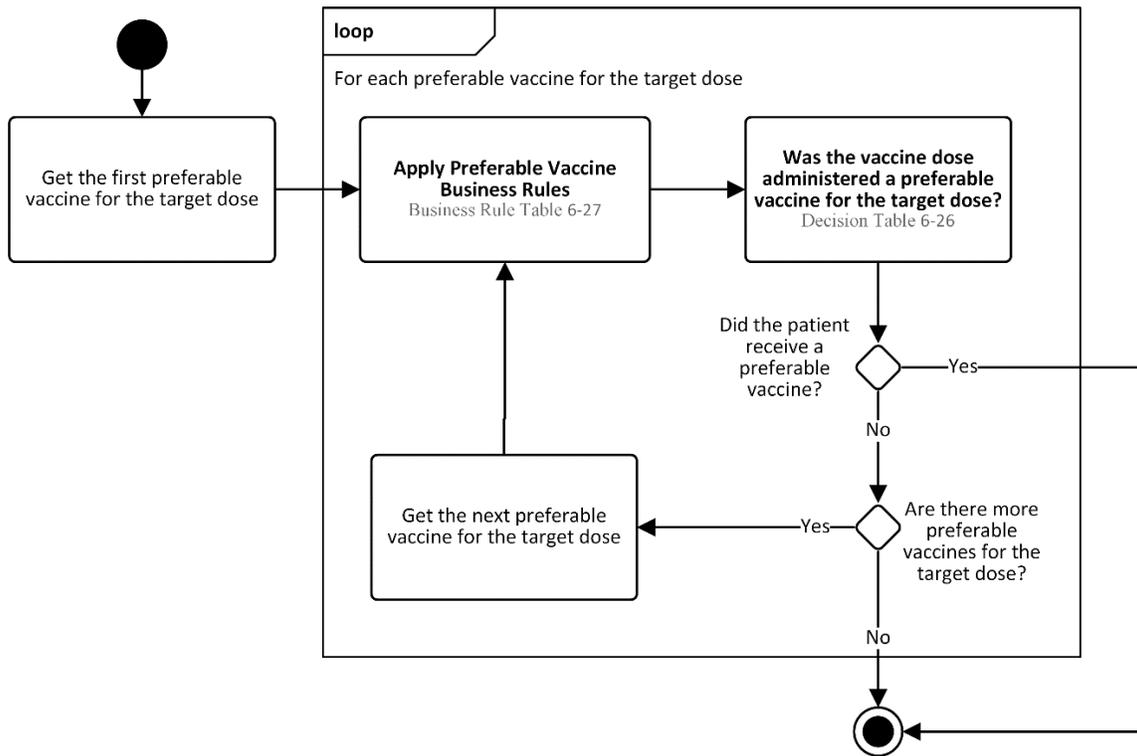 loop
For each preferable vaccine for the target dose
Get the first preferable
vaccine for the target dose
Apply Preferable Vaccine
Business Rules
Business Rule Table 6-27
Was the vaccine dose
administered a preferable
vaccine for the target dose?
Decision Table 6-26
Did the patient
receive a
preferable
vaccine?
Yes
No
Get the next preferable
vaccine for the target dose
Yes
Are there more
preferable
vaccines for the
target dose?
No